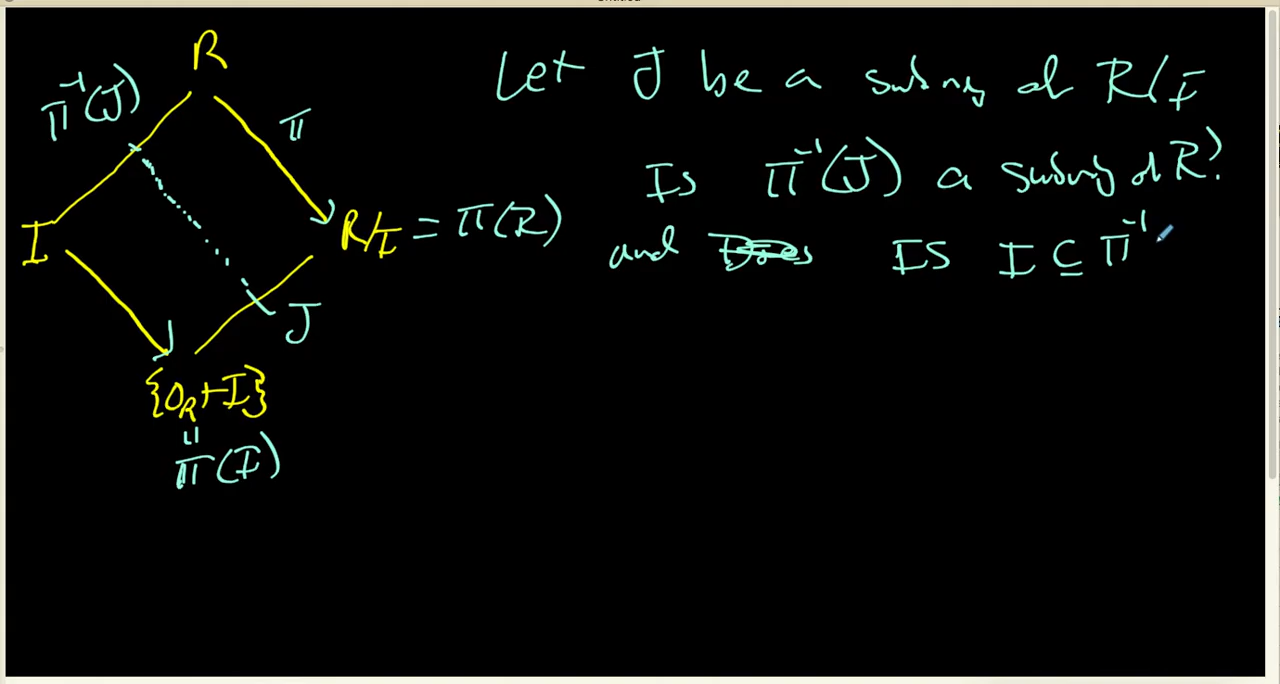 R
π⁻¹(J)
π
I
R/I = π(R)
J
{0_R+I}
=
π(I)
Let J be a subring of R/I
Is π⁻¹(J) a subring of R?
and Does IS I ⊆ π⁻¹